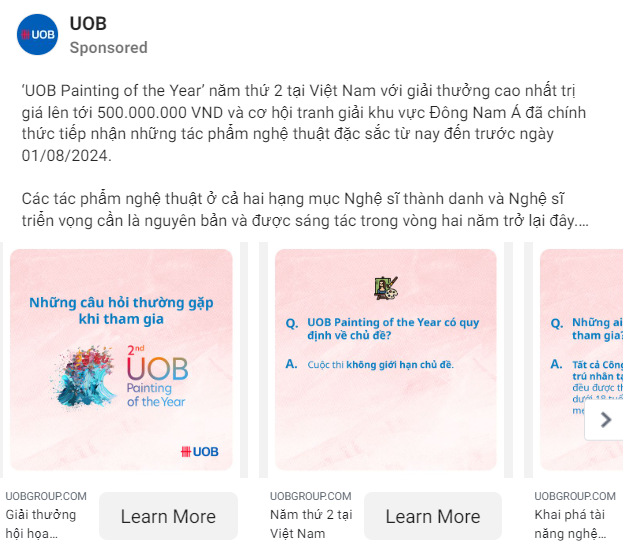 UOB
UOB
Sponsored
‘UOB Painting of the Year’ năm thứ 2 tại Việt Nam với giải thưởng cao nhất trị
giá lên tới 500.000.000 VND và cơ hội tranh giải khu vực Đông Nam Á đã chính
thức tiếp nhận những tác phẩm nghệ thuật đặc sắc từ nay đến trước ngày
01/08/2024.
Các tác phẩm nghệ thuật ở cả hai hạng mục Nghệ sĩ thành danh và Nghệ sĩ
triển vọng cần là nguyên bản và được sáng tác trong vòng hai năm trở lại đây....
Những câu hỏi thường gặp
khi tham gia
2nd
UOB
Painting
of the Year
UOB
UOBGROUP.COM
Giải thưởng
hội họa...
Learn More
Q. UOB Painting of the Year có quy
định về chủ đề?
A. Cuộc thi không giới hạn chủ đề.
UOBGROUP.COM
Năm thứ 2 tại
Việt Nam
Learn More
Q. Những ai
tham gia?
A. Tất cả Công
trú nhân tạ
đều được th
dưới 18 tuổ
UOBGROUP.COM
Khai phá tài
năng nghệ...